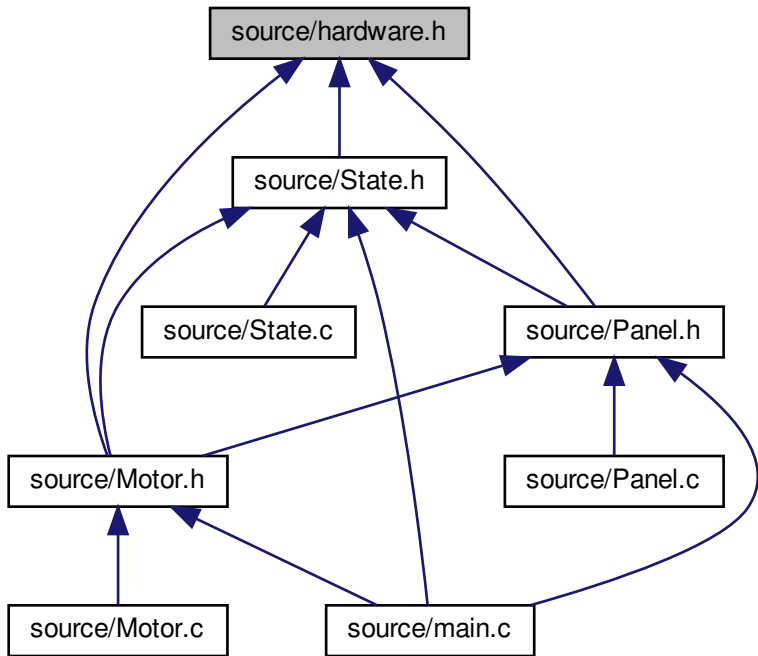 source/hardware.h
source/State.h
source/State.c
source/Panel.h
source/Motor.h
source/Panel.c
source/Motor.c
source/main.c